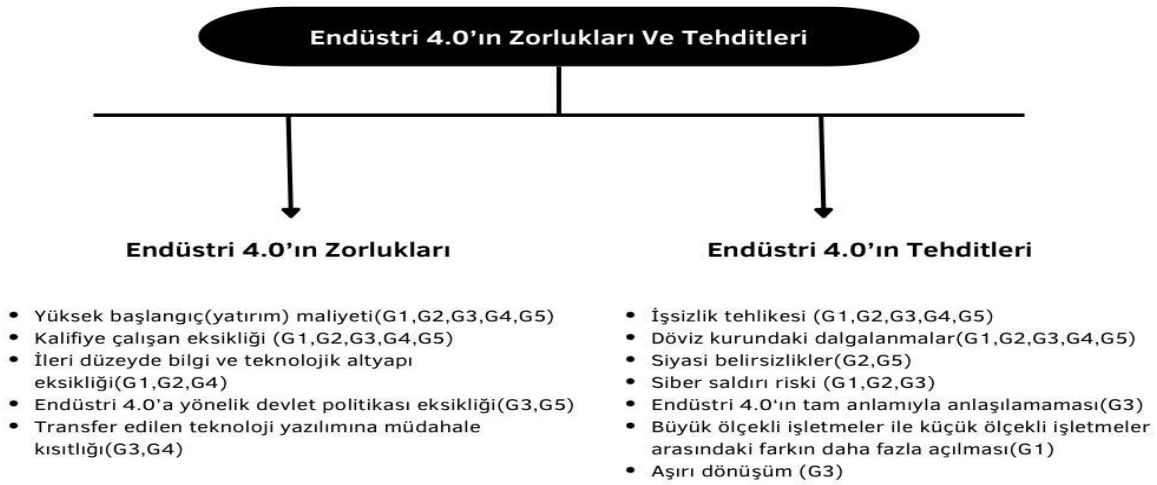 Endüstri 4.0’ın Zorlukları Ve Tehditleri
Endüstri 4.0’ın Zorlukları
• Yüksek başlangıç(yatırım) maliyeti(G1,G2,G3,G4,G5)
• Kalifiye çalışan eksikliği (G1,G2,G3,G4,G5)
• İleri düzeyde bilgi ve teknolojik altyapı
eksikliği(G1,G2,G4)
• Endüstri 4.0’a yönelik devlet politikası eksikliği(G3,G5)
• Transfer edilen teknoloji yazılımına müdahale
kısıtlığı(G3,G4)
Endüstri 4.0’ın Tehditleri
• İşsizlik tehlikesi (G1,G2,G3,G4,G5)
• Döviz kurundaki dalgalanmalar(G1,G2,G3,G4,G5)
• Siyasi belirsizlikler(G2,G5)
• Siber saldırı riski (G1,G2,G3)
• Endüstri 4.0‘ın tam anlamıyla anlaşılamaması(G3)
• Büyük ölçekli işletmeler ile küçük ölçekli işletmeler
arasındaki farkın daha fazla açılması(G1)
• Aşırı dönüşüm (G3)